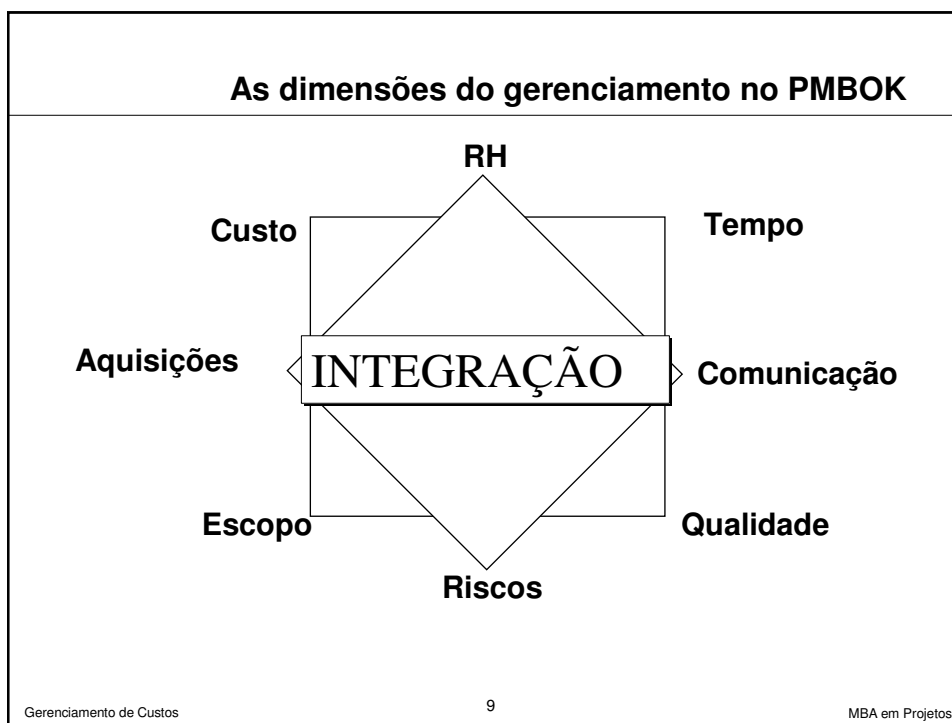 As dimensões do gerenciamento no PMBOK
RH
Custo
Tempo
Aquisições
INTEGRAÇÃO
Comunicação
Escopo
Qualidade
Riscos
Gerenciamento de Custos
9
MBA em Projetos